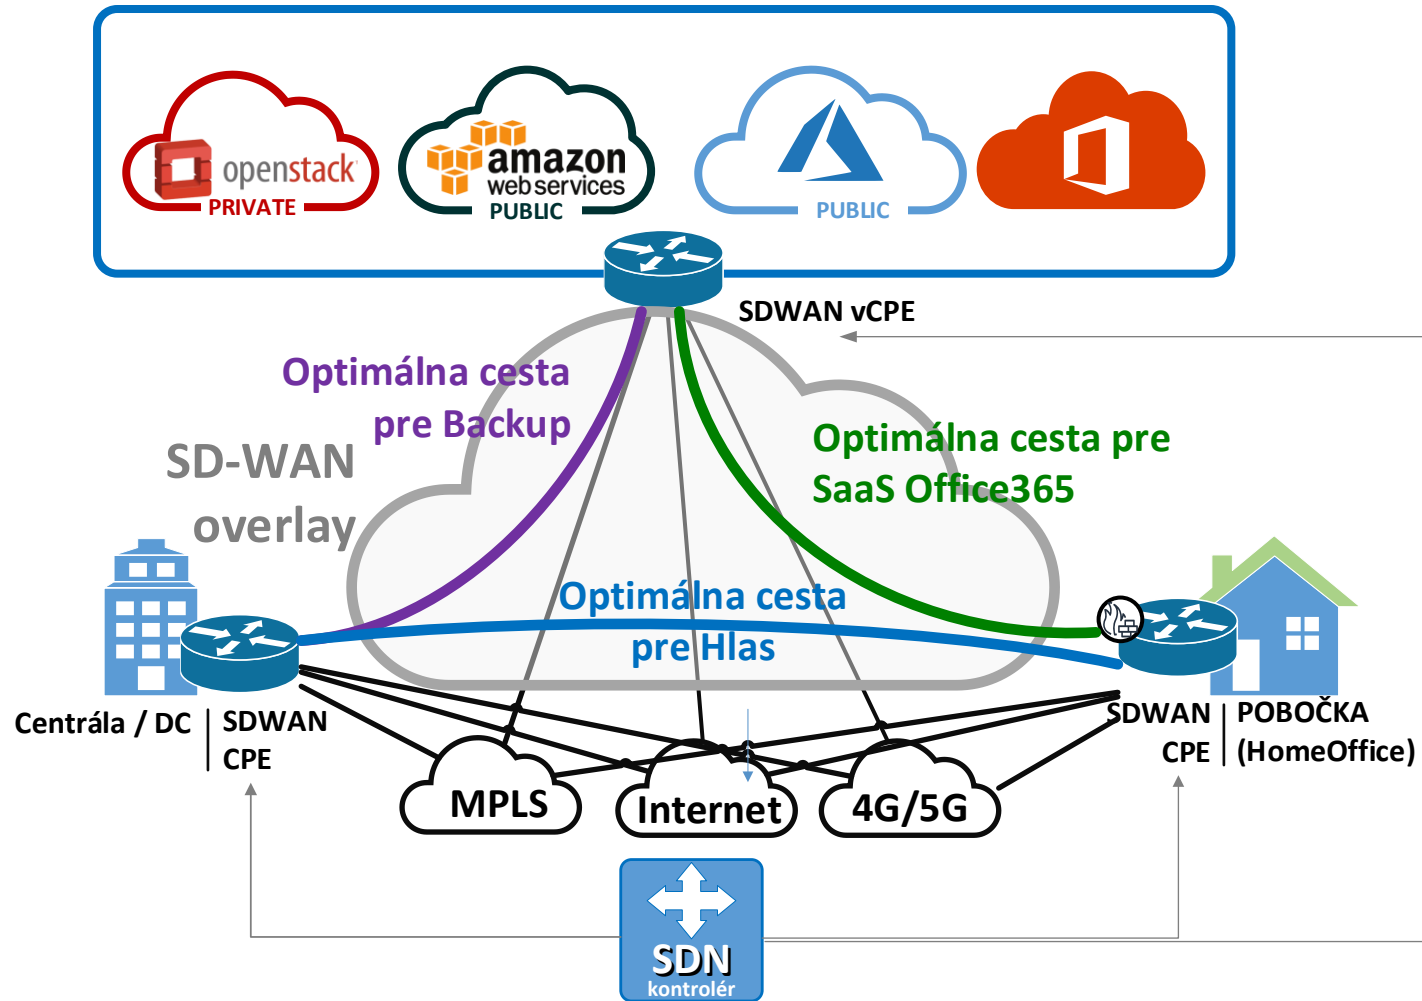 openstack
PRIVATE
amazon
web services
PUBLIC
PUBLIC
SDWAN vCPE
Optimálna cesta
pre Backup
Optimálna cesta pre
SaaS Office365
SD-WAN
overlay
Optimálna cesta
pre Hlas
Centrála / DC
SDWAN
CPE
SDWAN
CPE
POBOČKA
(HomeOffice)
MPLS
Internet
4G/5G
SDN
kontrolér